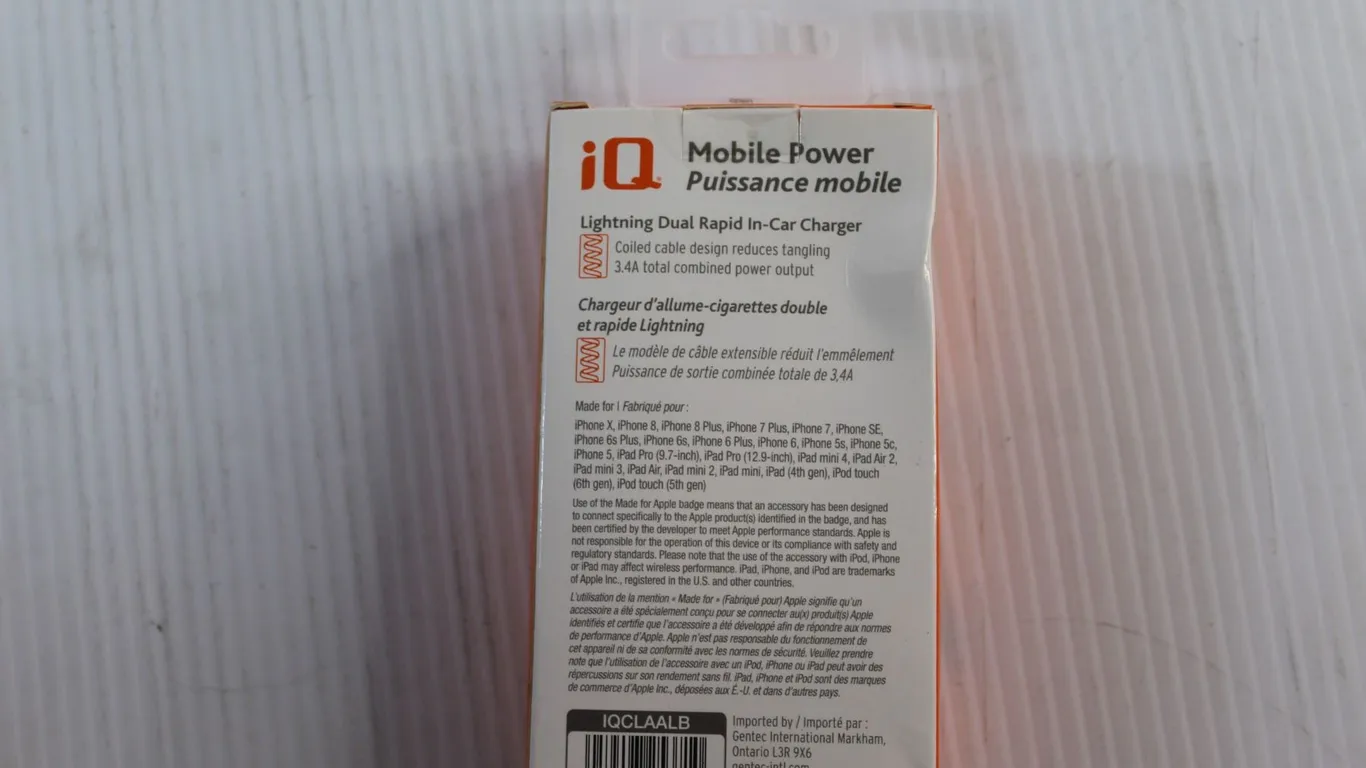 iQ
Mobile Power
Puissance mobile
Lightning Dual Rapid In-Car Charger
Coiled cable design reduces tangling
3.4A total combined power output
Chargeur d'allume-cigarettes double
et rapide Lightning
Le modèle de câble extensible réduit l'emmêlement
Puissance de sortie combinée totale de 3,4A
Made for | Fabriqué pour :
iPhone X, iPhone 8, iPhone 8 Plus, iPhone 7 Plus, iPhone 7, iPhone SE,
iPhone 6s Plus, iPhone 6s, iPhone 6 Plus, iPhone 6, iPhone 5s, iPhone 5c,
iPhone 5, iPad Pro (9.7-inch), iPad Pro (12.9-inch), iPad mini 4, iPad Air 2,
iPad mini 3, iPad Air, iPad mini 2, iPad mini, iPad (4th gen), iPod touch
(6th gen), iPod touch (5th gen)
Use of the Made for Apple badge means that an accessory has been designed
to connect specifically to the Apple product(s) identified in the badge, and has
been certified by the developer to meet Apple performance standards. Apple is
not responsible for the operation of this device or its compliance with safety and
regulatory standards. Please note that the use of the accessory with iPod, iPhone
or iPad may affect wireless performance. iPad, iPhone, and iPod are trademarks
of Apple Inc., registered in the U.S. and other countries.
L'utilisation de la mention « Made for » (Fabriqué pour) Apple signifie qu'un
accessoire a été spécialement conçu pour se connecter au(x) produit(s) Apple
identifiés et certifie que l'accessoire a été développé afin de répondre aux normes
de performance d'Apple. Apple n'est pas responsable du fonctionnement de
cet appareil ni de sa conformité avec les normes de sécurité. Veuillez prendre
note que l'utilisation de l'accessoire avec un iPod, iPhone ou iPad peut avoir des
répercussions sur son rendement sans fil. iPad, iPhone et iPod sont des marques
de commerce d'Apple Inc., déposées aux É.-U. et dans d'autres pays.
IQCLAALB
Imported by / Importé par :
Gentec International Markham,
Ontario L3R 9X6
gentec-intl.com